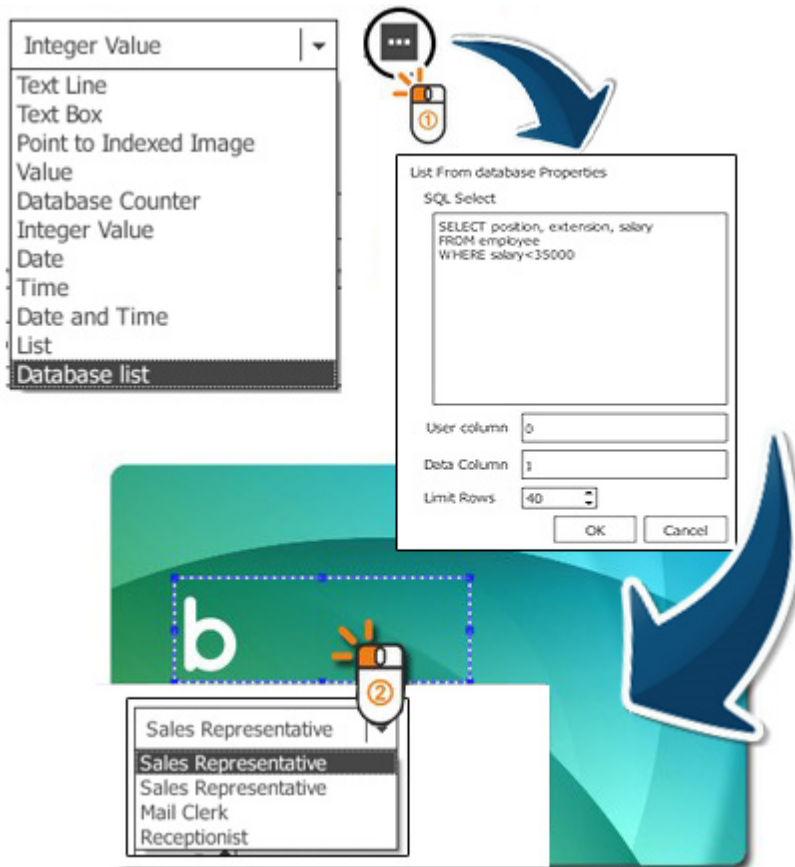 Integer Value
Text Line
Text Box
Point to Indexed Image
Value
Database Counter
Integer Value
Date
Time
Date and Time
List
Database list
①
List From database Properties
SQL Select
SELECT position, extension, salary
FROM employee
WHERE salary<35000
User column 0
Data Column 1
Limit Rows 40
OK Cancel
b
②
Sales Representative
Sales Representative
Sales Representative
Mail Clerk
Receptionist